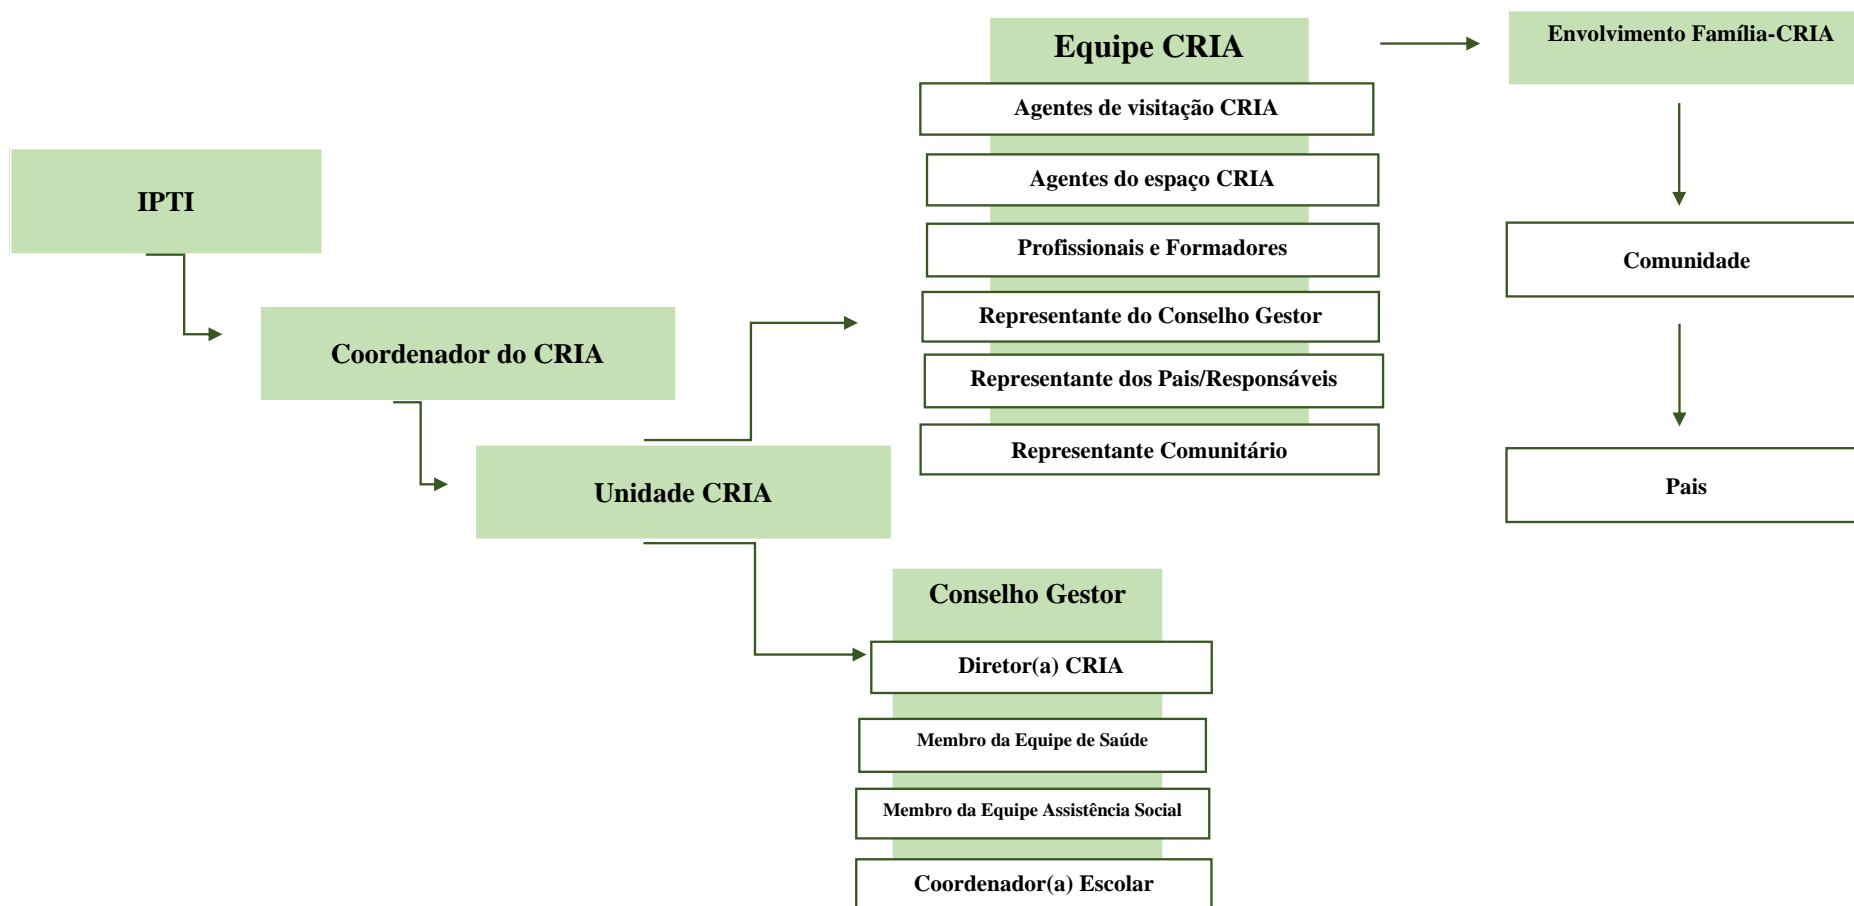 IPTI
Coordenador do CRIA
Unidade CRIA
Equipe CRIA
Agentes de visitação CRIA
Agentes do espaço CRIA
Profissionais e Formadores
Representante do Conselho Gestor
Representante dos Pais/Responsáveis
Representante Comunitário
Envolvimento Família-CRIA
Comunidade
Pais
Conselho Gestor
Diretor(a) CRIA
Membro da Equipe de Saúde
Membro da Equipe Assistência Social
Coordenador(a) Escolar